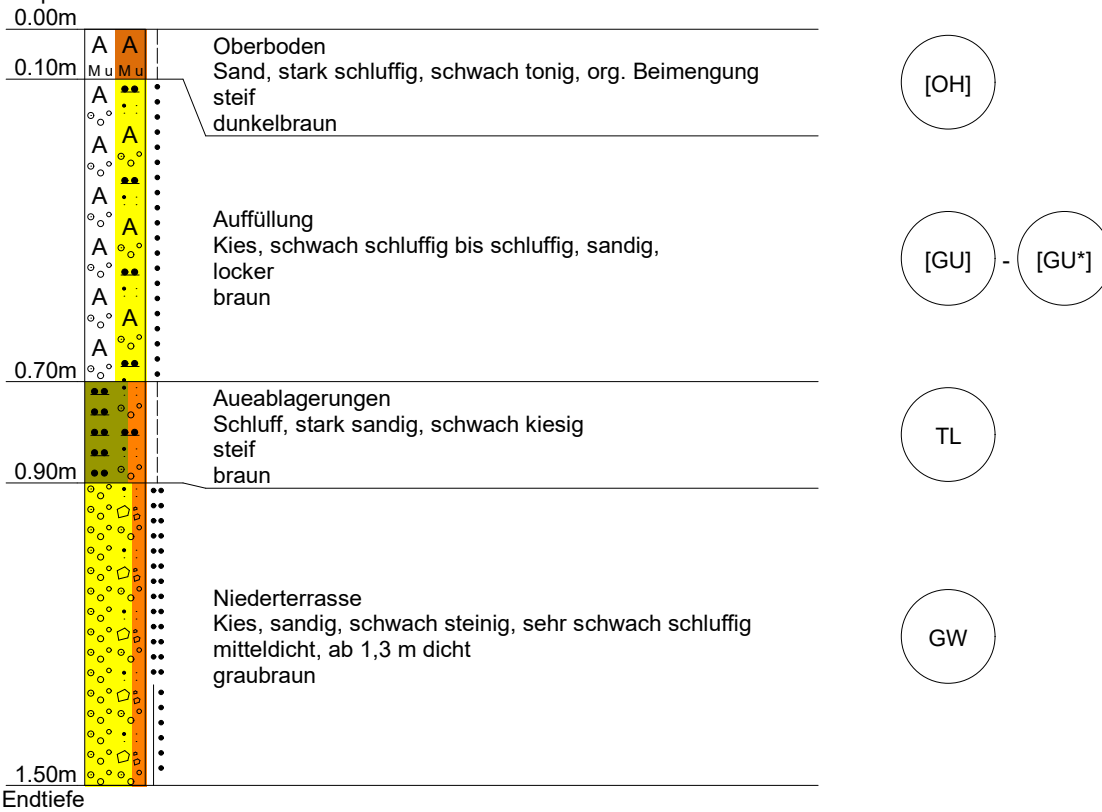 0.00m
A A
Oberboden
0.10m
Mu Mu
Sand, stark schluffig, schwach tonig, org. Beimengung
steif
dunkelbraun
[OH]
A
A
A
A
A
A
A
A
A
Auffüllung
Kies, schwach schluffig bis schluffig, sandig,
locker
braun
[GU] - [GU*]
0.70m
Aueablagerungen
Schluff, stark sandig, schwach kiesig
steif
braun
TL
0.90m
Niederterrasse
Kies, sandig, schwach steinig, sehr schwach schluffig
mitteldicht, ab 1,3 m dicht
graubraun
GW
1.50m
Endtiefe